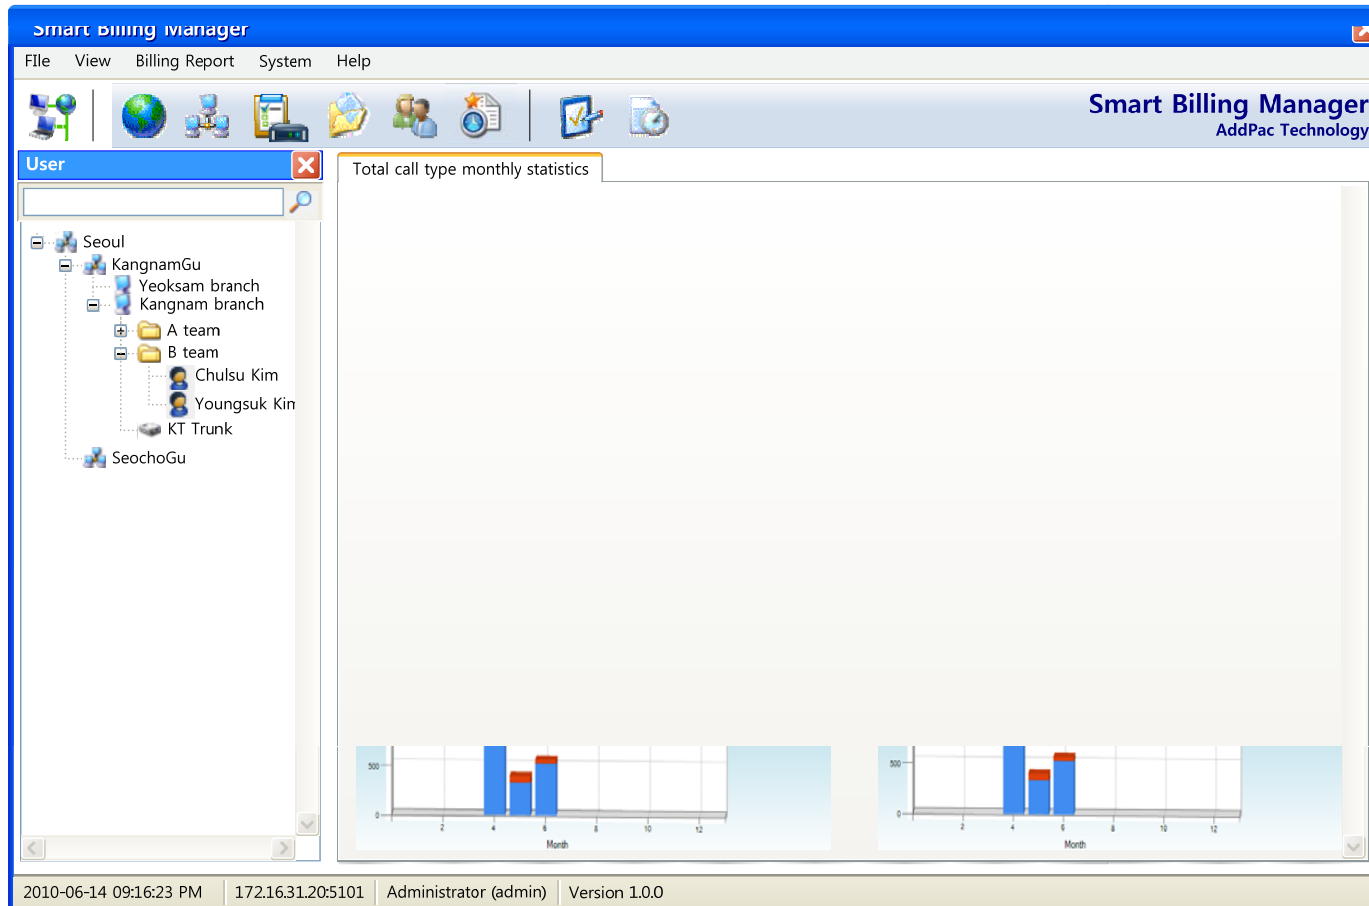 Smart Billing Manager
FIle View Billing Report System Help
Smart Billing Manager
AddPac Technology
User
Total call type monthly statistics
Seoul
KangnamGu
Yeoksam branch
Kangnam branch
A team
B team
Chulsu Kim
Youngsuk Kim
KT Trunk
SeochoGu
500
0
2 4 6 8 10 12
Month
500
0
2 4 6 8 10 12
Month
2010-06-14 09:16:23 PM 172.16.31.20:5101 Administrator (admin) Version 1.0.0